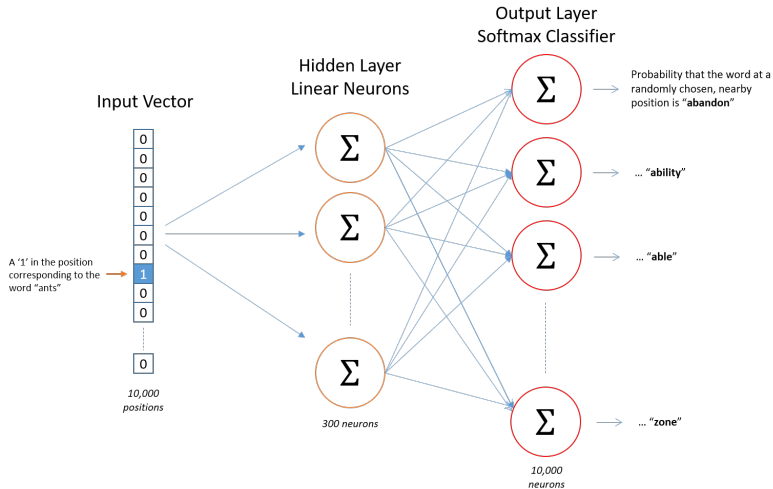 Output Layer
Softmax Classifier
Hidden Layer
Linear Neurons
Input Vector
0
0
0
0
0
0
0
1
0
0
0
A ‘1’ in the position
corresponding to the
word “ants”
10,000
positions
Σ
Σ
Σ
300 neurons
Σ
Σ
Σ
Σ
10,000
neurons
Probability that the word at a
randomly chosen, nearby
position is “abandon”
... “ability”
... “able”
... “zone”